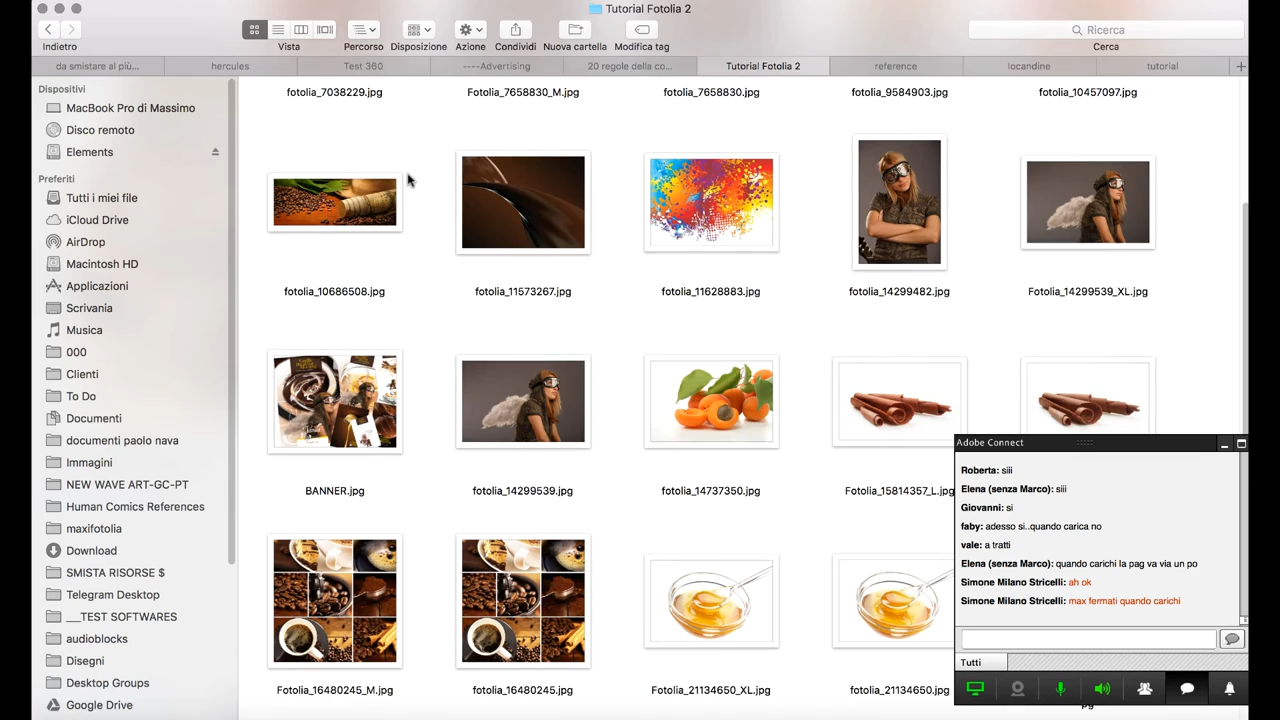 Tutorial Fotolia 2
Indietro
Vista
Percorso
Disposizione
Azione
Condividi
Nuova cartella
Modifica tag
Ricerca
Cerca
da smistare al più...
hercules
Test 360
----Advertising
20 regole della co...
Tutorial Fotolia 2
reference
locandine
tutorial
Dispositivi
MacBook Pro di Massimo
Disco remoto
Elements
Preferiti
Tutti i miei file
iCloud Drive
AirDrop
Macintosh HD
Applicazioni
Scrivania
Musica
000
Clienti
To Do
Documenti
documenti paolo nava
Immagini
NEW WAVE ART-GC-PT
Human Comics References
maxifotolia
Download
SMISTA RISORSE $
Telegram Desktop
___TEST SOFTWARES
audioblocks
Disegni
Desktop Groups
Google Drive
fotolia_7038229.jpg
Fotolia_7658830_M.jpg
fotolia_7658830.jpg
fotolia_9584903.jpg
fotolia_10457097.jpg
fotolia_10686508.jpg
fotolia_11573267.jpg
fotolia_11628883.jpg
fotolia_14299482.jpg
Fotolia_14299539_XL.jpg
BANNER.jpg
fotolia_14299539.jpg
fotolia_14737350.jpg
Fotolia_15814357_L.jpg
Fotolia_16480245_M.jpg
fotolia_16480245.jpg
Fotolia_21134650_XL.jpg
fotolia_21134650.jpg
Adobe Connect
Roberta: siii
Elena (senza Marco): siii
Giovanni: si
faby: adesso si..quando carica no
vale: a tratti
Elena (senza Marco): quando carichi la pag va via un po
Simone Milano Stricelli: ah ok
Simone Milano Stricelli: max fermati quando carichi
Tutti